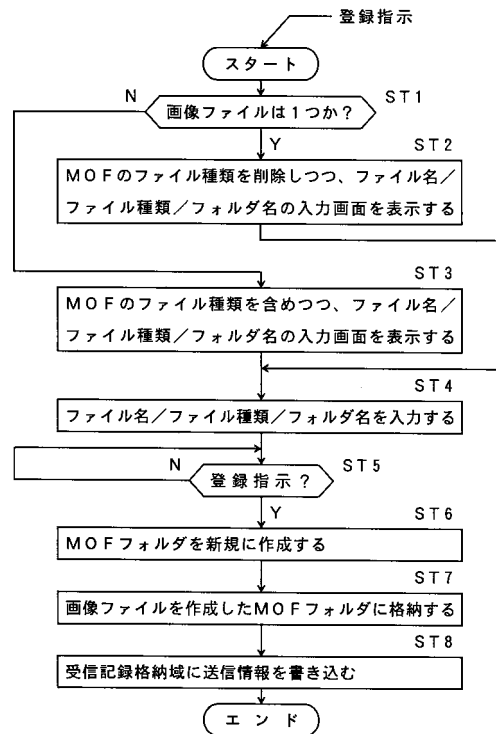 登録指示
スタート
N
画像ファイルは１つか？
ST1
Y
ST2
MOFのファイル種類を削除しつつ、ファイル名／
ファイル種類／フォルダ名の入力画面を表示する
ST3
MOFのファイル種類を含めつつ、ファイル名／
ファイル種類／フォルダ名の入力画面を表示する
ST4
ファイル名／ファイル種類／フォルダ名を入力する
N
登録指示？
ST5
Y
ST6
MOFフォルダを新規に作成する
ST7
画像ファイルを作成したMOFフォルダに格納する
ST8
受信記録格納域に送信情報を書き込む
エンド